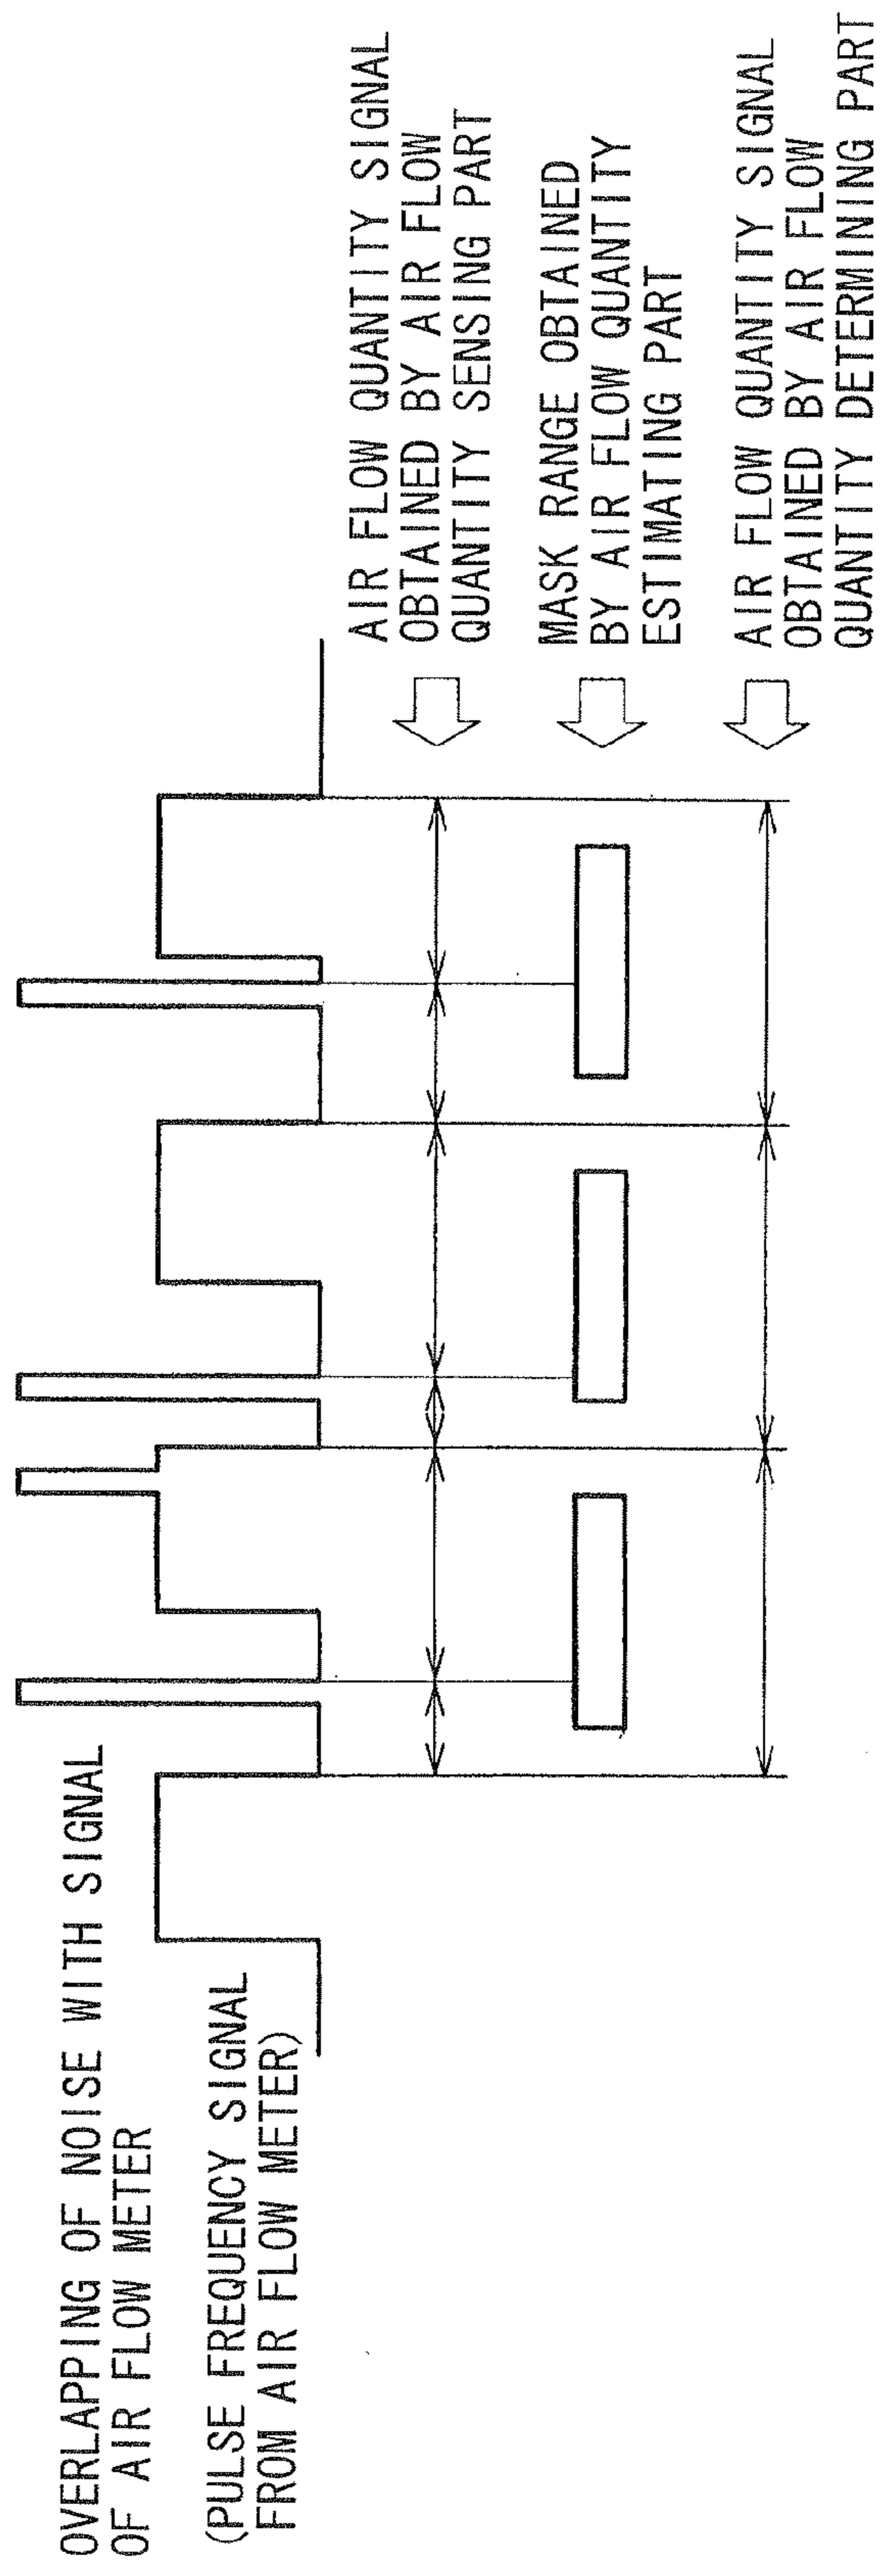 OVERLAPPING OF NOISE WITH SIGNAL
OF AIR FLOW METER
(PULSE FREQUENCY SIGNAL
FROM AIR FLOW METER)
AIR FLOW QUANTITY SIGNAL
OBTAINED BY AIR FLOW
QUANTITY SENSING PART
MASK RANGE OBTAINED
BY AIR FLOW QUANTITY
ESTIMATING PART
AIR FLOW QUANTITY SIGNAL
OBTAINED BY AIR FLOW
QUANTITY DETERMINING PART